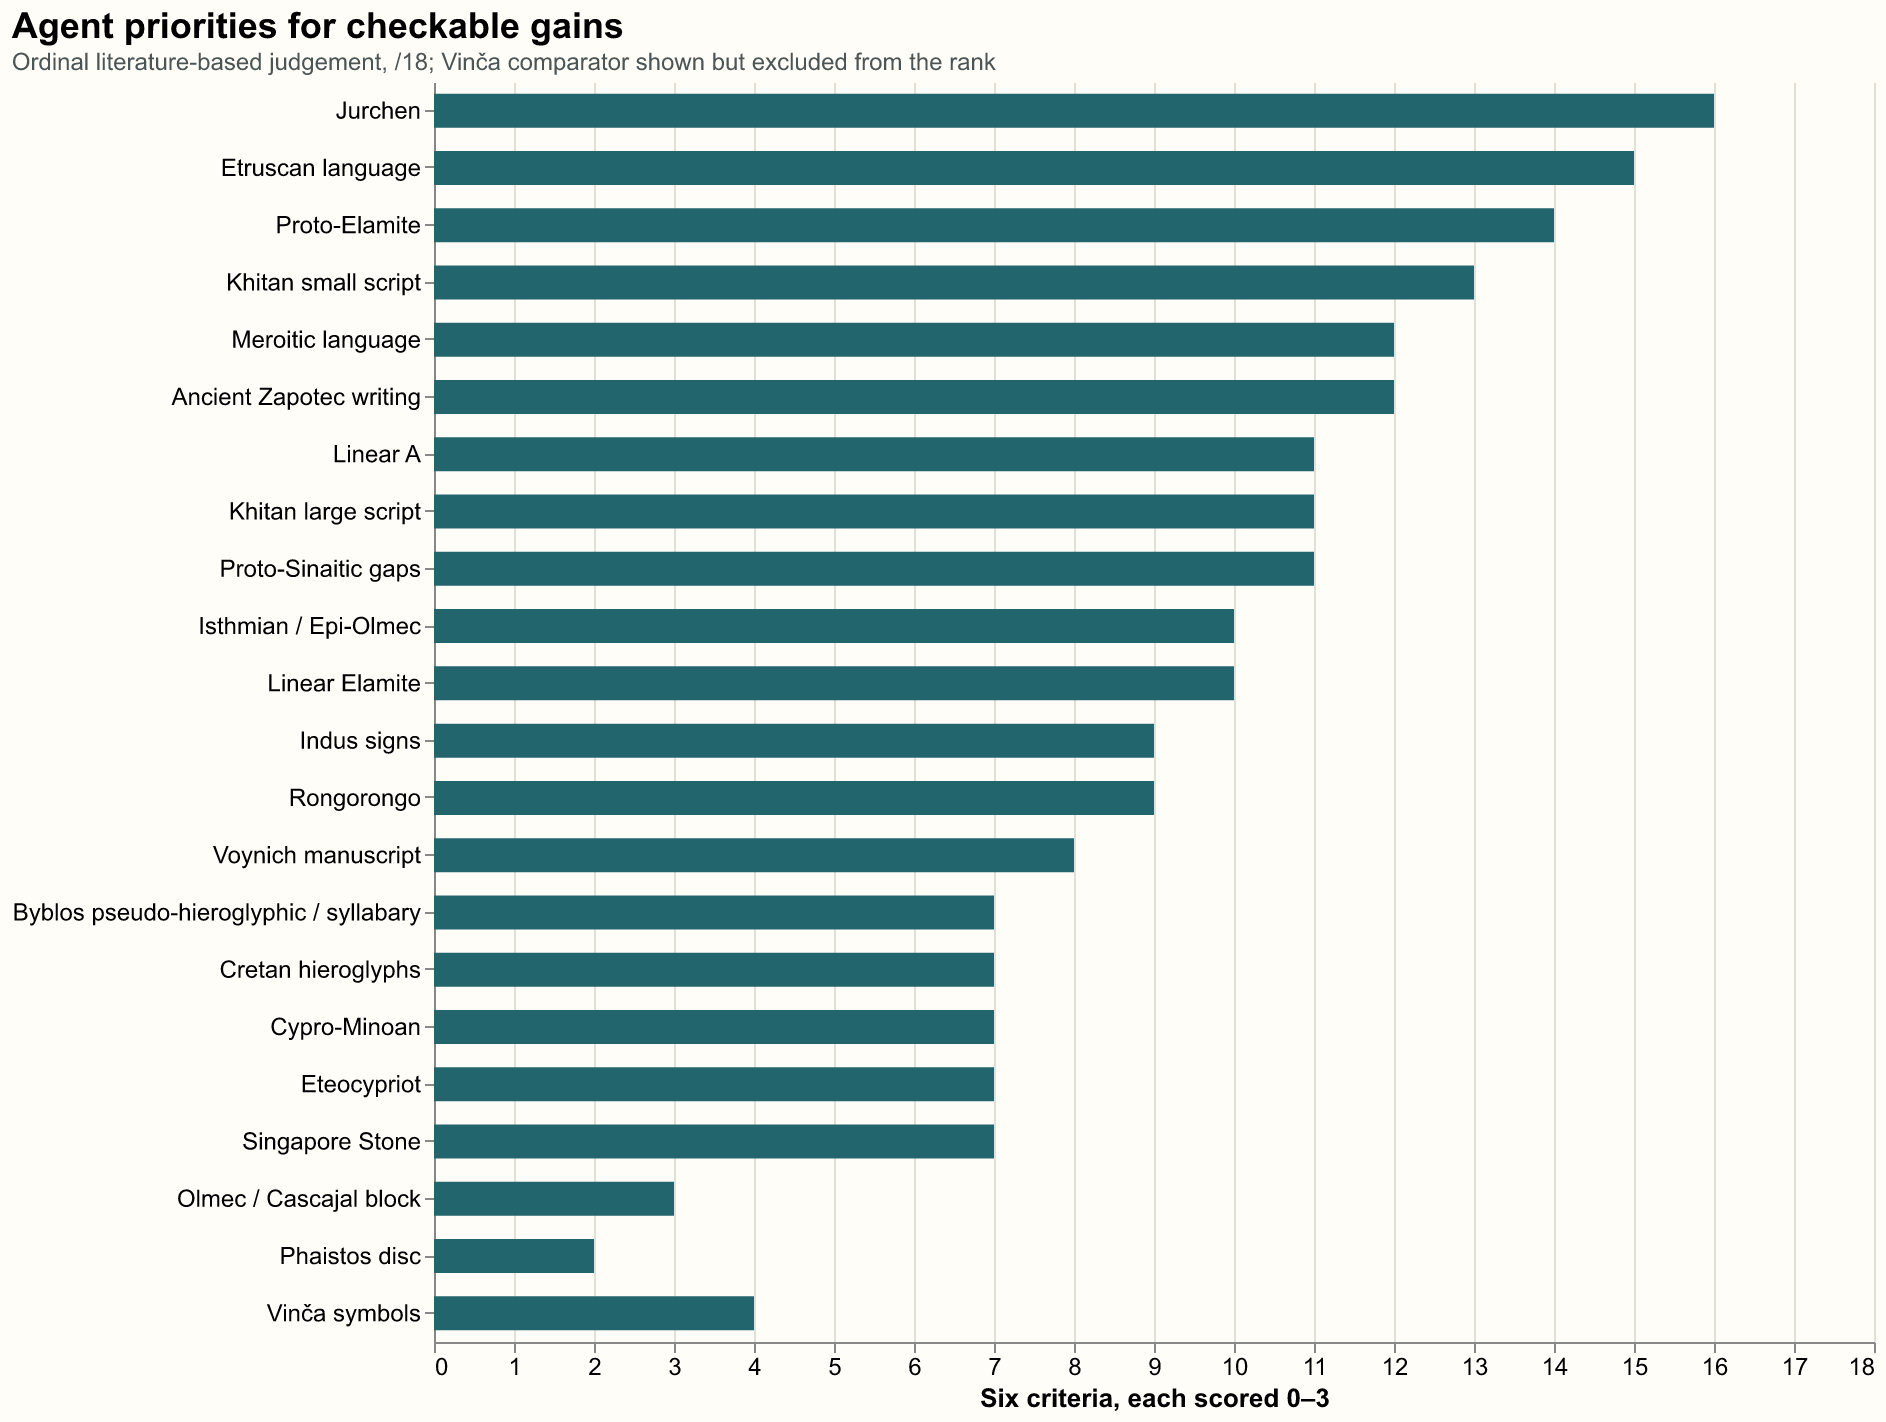 Agent priorities for checkable gains
Ordinal literature-based judgement, /18; Vinča comparator shown but excluded from the rank
Jurchen
Etruscan language
Proto-Elamite
Khitan small script
Meroitic language
Ancient Zapotec writing
Linear A
Khitan large script
Proto-Sinaitic gaps
Isthmian / Epi-Olmec
Linear Elamite
Indus signs
Rongorongo
Voynich manuscript
Byblos pseudo-hieroglyphic / syllabary
Cretan hieroglyphs
Cypro-Minoan
Eteocypriot
Singapore Stone
Olmec / Cascajal block
Phaistos disc
Vinča symbols
0 1 2 3 4 5 6 7 8 9 10 11 12 13 14 15 16 17 18
Six criteria, each scored 0–3